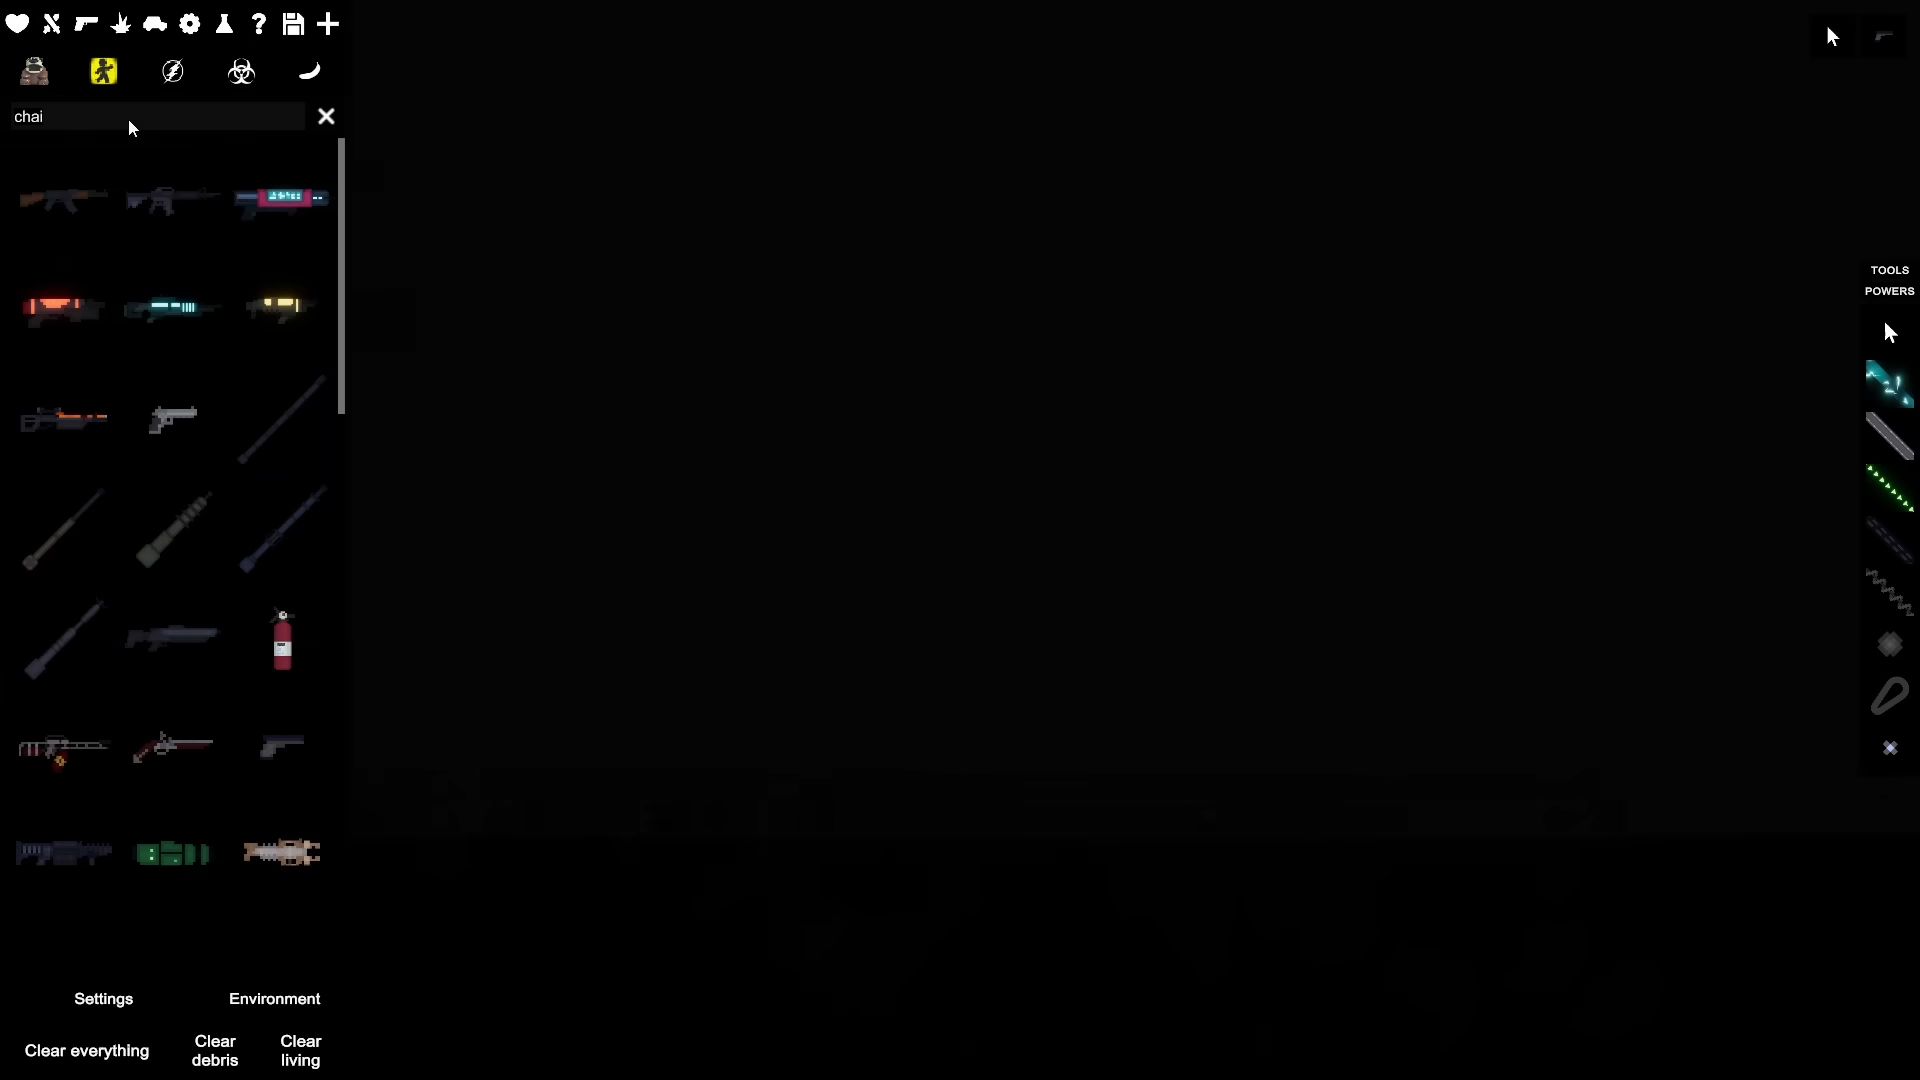 chai
TOOLS
POWERS
Settings
Environment
Clear everything
Clear
debris
Clear
living